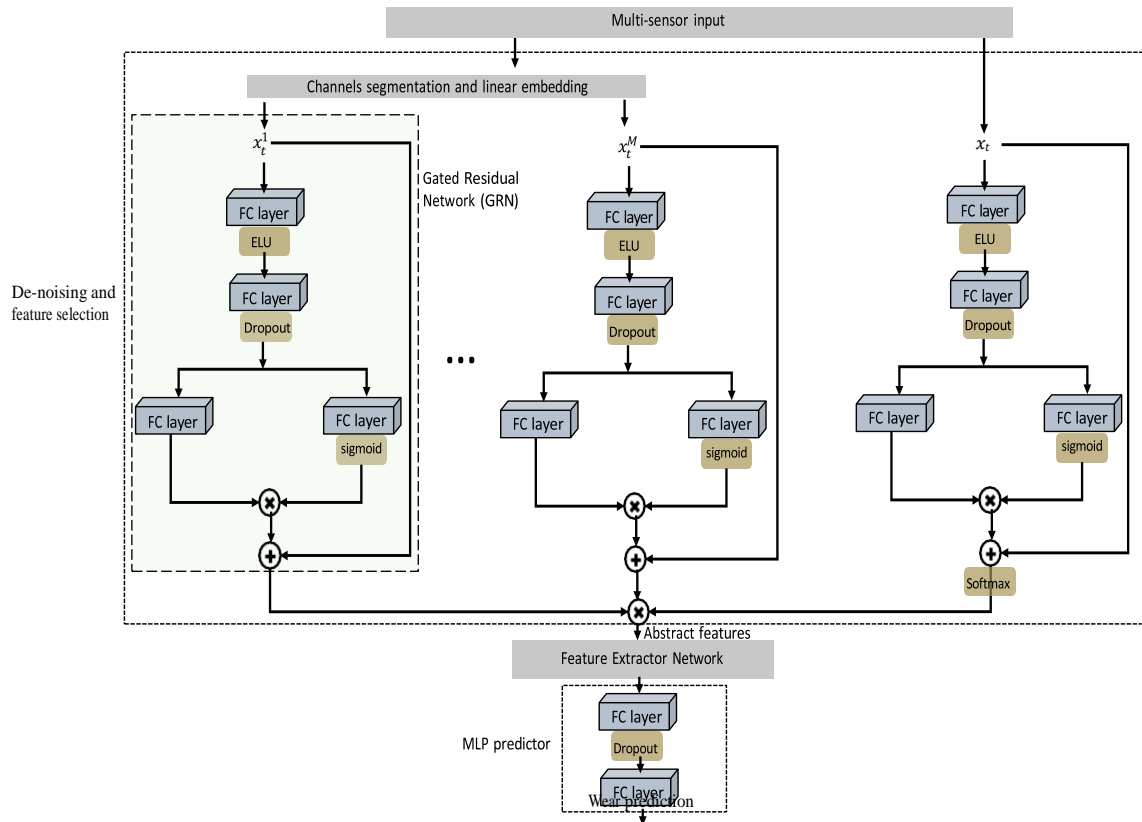 Multi-sensor input
Channels segmentation and linear embedding
x_t^1
x_t^M
x_t
Gated Residual
Network (GRN)
FC layer
FC layer
FC layer
ELU
ELU
ELU
FC layer
FC layer
FC layer
De-noising and
feature selection
Dropout
Dropout
Dropout
...
FC layer
FC layer
FC layer
FC layer
FC layer
FC layer
sigmoid
sigmoid
sigmoid
Softmax
Abstract features
Feature Extractor Network
FC layer
MLP predictor
Dropout
FC layer
Wear prediction